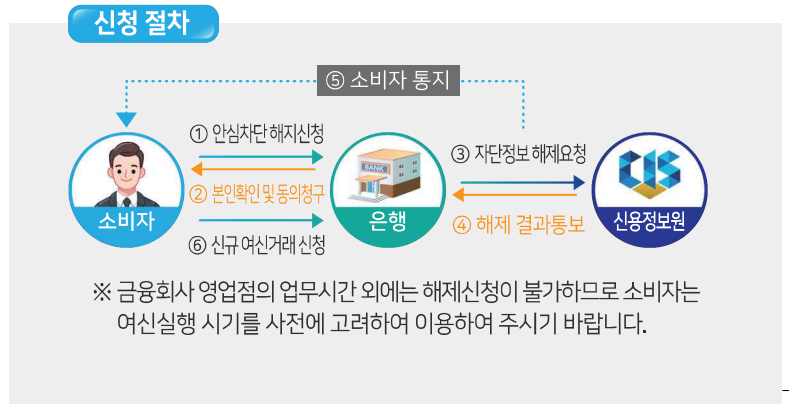 신청 절차
⑤ 소비자 통지
① 안심차단 해지신청
② 본인확인 및 동의청구
⑥ 신규 여신거래 신청
③ 자단정보 해제요청
④ 해제 결과통보
BANK
CIS
소비자
은행
신용정보원
※ 금융회사 영업점의 업무시간 외에는 해제신청이 불가하므로 소비자는
여신실행 시기를 사전에 고려하여 이용하여 주시기 바랍니다.